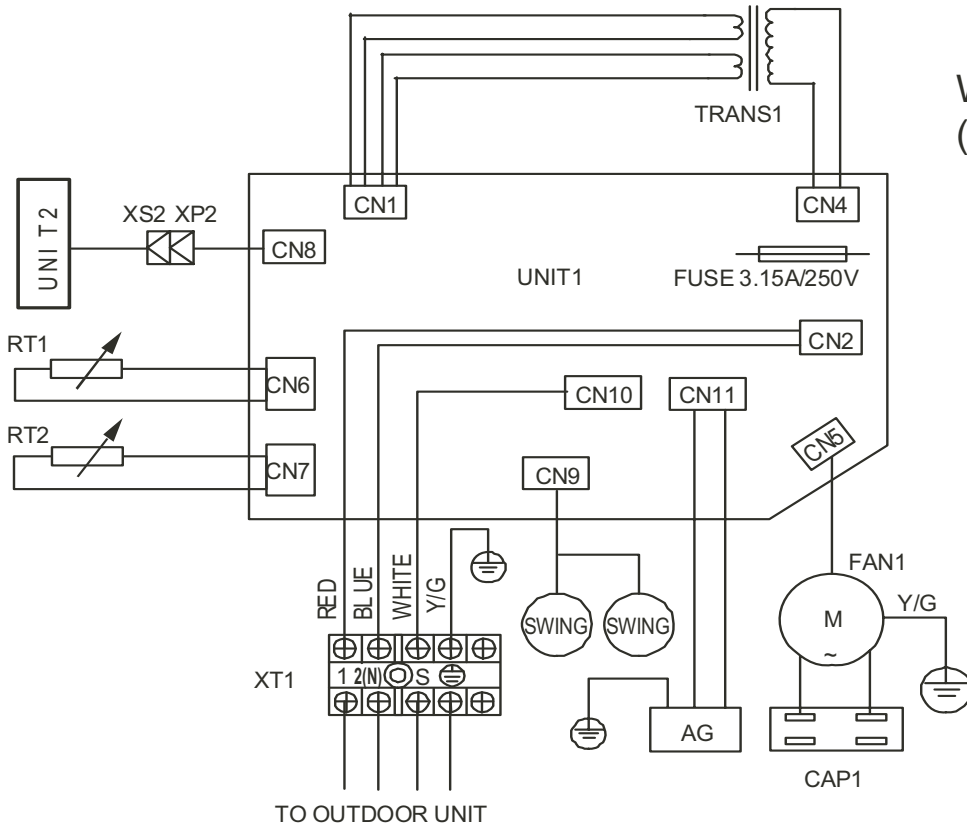 TRANS1
W
(
CN1
CN4
UNIT2
XS2 XP2
CN8
UNIT1
FUSE 3.15A/250V
RT1
CN6
CN2
CN10
CN11
RT2
CN7
CN9
CN5
RED
BLUE
WHITE
Y/G
FAN1
SWING
SWING
M
~
Y/G
XT1
1 2(N) S
AG
CAP1
TO OUTDOOR UNIT